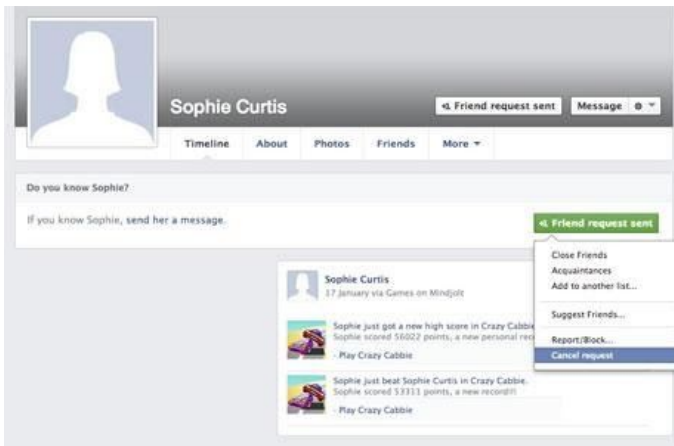 Sophie Curtis
Friend request sent
Message
Timeline About Photos Friends More
Do you know Sophie?
If you know Sophie, send her a message.
Friend request sent
Close Friends
Acquaintances
Add to another list...
Suggest Friends...
Report/Block...
Cancel request
Sophie Curtis
17 January via Games on Mindjolt
Sophie just got a new high score in Crazy Cabbie
Sophie scored 56022 points, a new personal rec
· Play Crazy Cabbie
Sophie just beat Sophie Curtis in Crazy Cabbie.
Sophie scored 53311 points, a new record!!!
· Play Crazy Cabbie